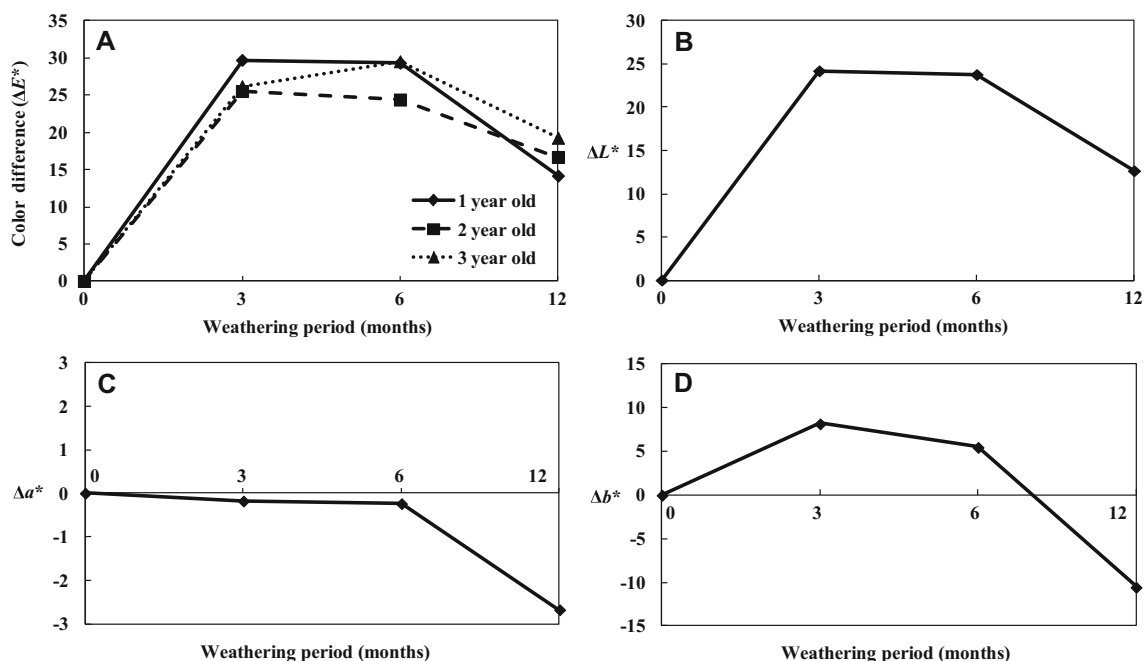 A
35
30
25
20
15
10
5
0
Color difference (ΔE*)
1 year old
2 year old
3 year old
0 3 6 12
Weathering period (months)
B
30
25
20
15
10
5
0
ΔL*
0 3 6 12
Weathering period (months)
C
3
2
1
0
-1
-2
-3
Δa*
0 3 6 12
Weathering period (months)
D
15
10
5
0
-5
-10
-15
Δb*
0 3 6 12
Weathering period (months)